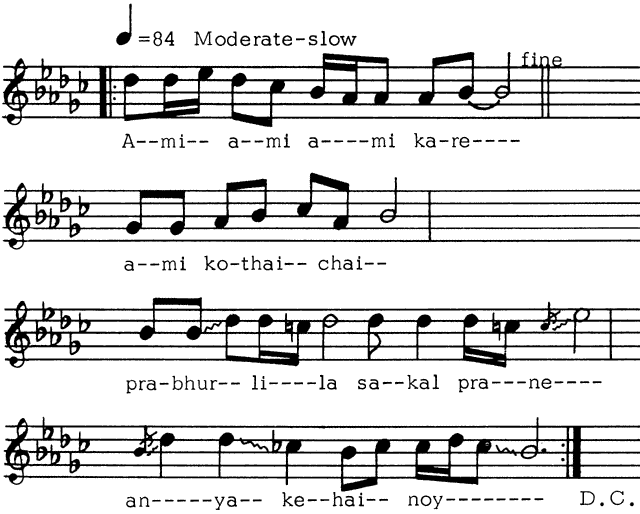 =84 Moderate-slow
fine
A--mi-- a--mi a----mi ka-re----
a--mi ko-thai-- chai--
pra-bhur-- li----la sa--kal pra---ne----
an-----ya-- ke--hai-- noy-------- D.C.